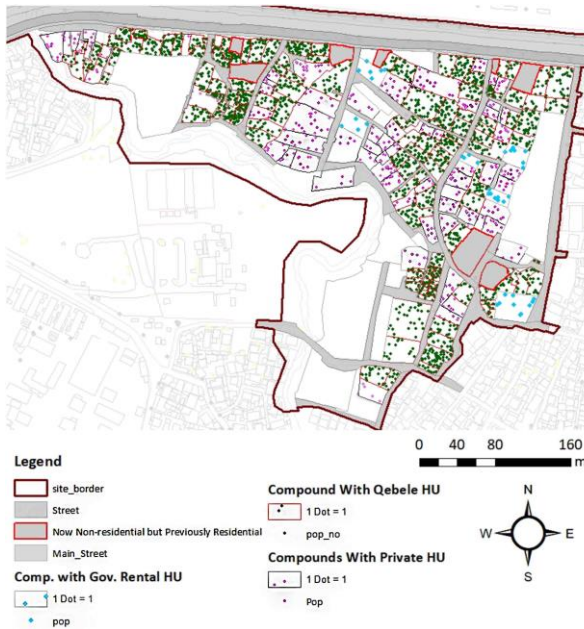 0 40 80 160
m
Legend
site_border
Street
Now Non-residential but Previously Residential
Main_Street
Comp. with Gov. Rental HU
1 Dot = 1
pop
Compound With Qebele HU
1 Dot = 1
pop_no
Compounds With Private HU
1 Dot = 1
Pop
N
W E
S